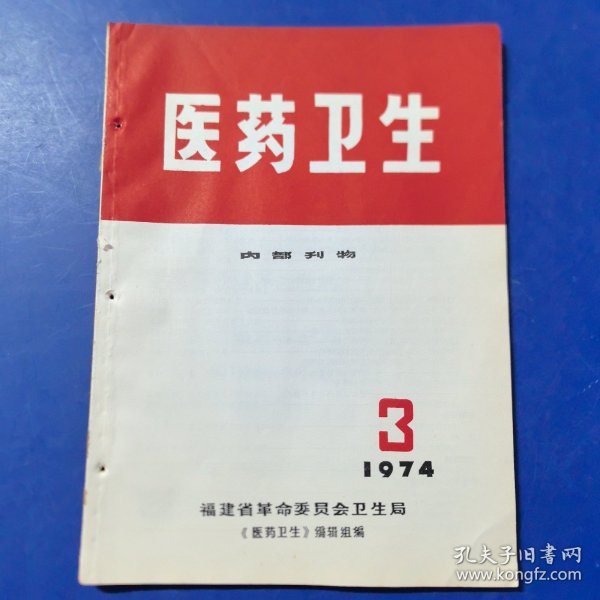 医药卫生
内部刊物
3
1974
福建省革命委员会卫生局
《医药卫生》编辑组编
孔夫子旧书网
www.kongfz.com